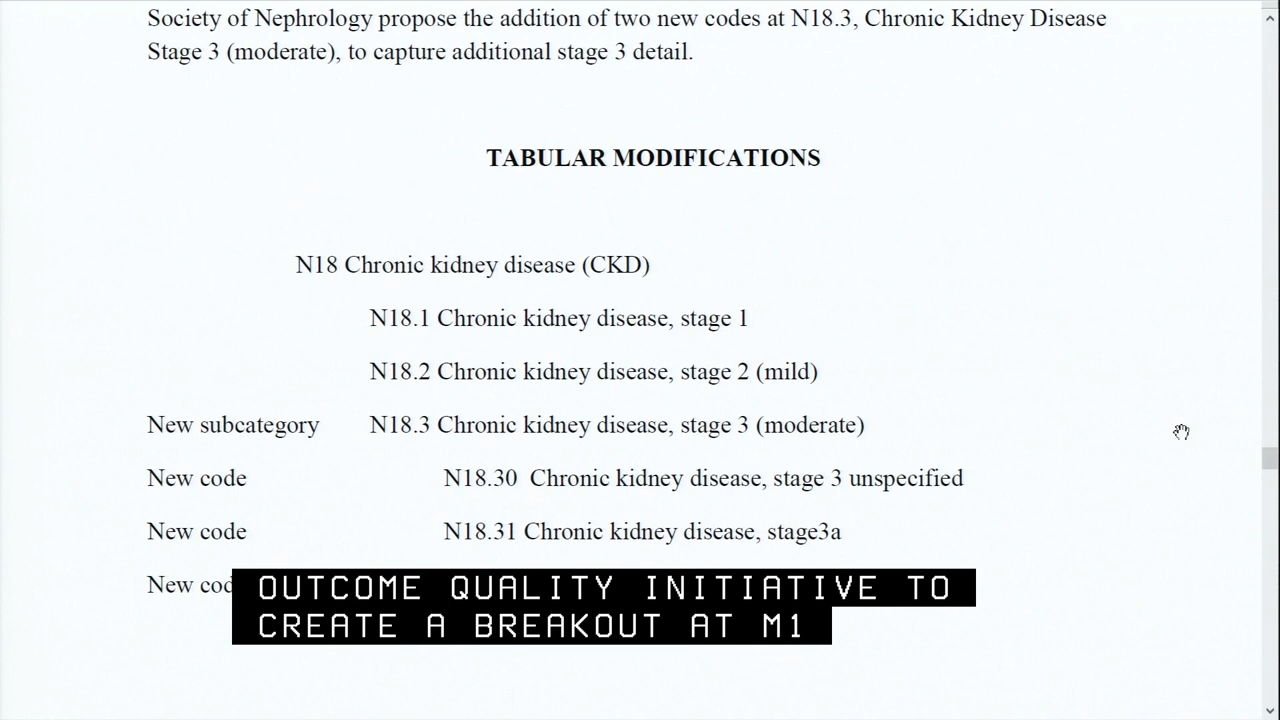 Society of Nephrology propose the addition of two new codes at N18.3, Chronic Kidney Disease
Stage 3 (moderate), to capture additional stage 3 detail.
TABULAR MODIFICATIONS
N18 Chronic kidney disease (CKD)
N18.1 Chronic kidney disease, stage 1
N18.2 Chronic kidney disease, stage 2 (mild)
New subcategory N18.3 Chronic kidney disease, stage 3 (moderate)
New code N18.30 Chronic kidney disease, stage 3 unspecified
New code N18.31 Chronic kidney disease, stage3a
New
OUTCOME QUALITY INITIATIVE TO
CREATE A BREAKOUT AT M1